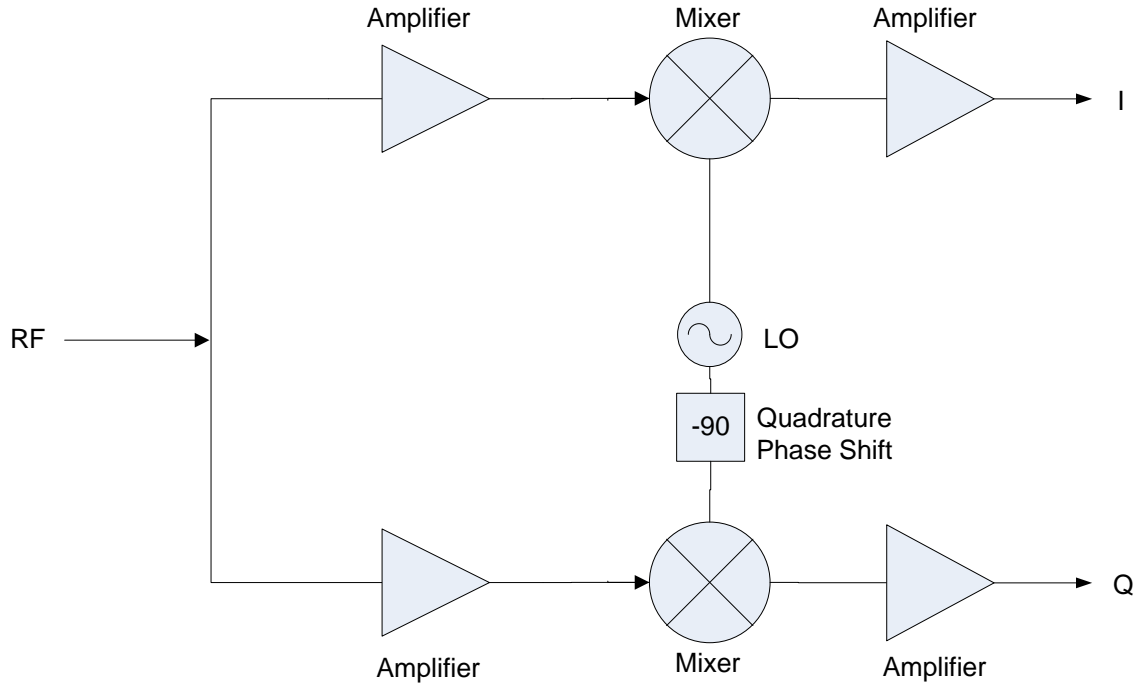 Amplifier
Mixer
Amplifier
I
RF
LO
-90
Quadrature
Phase Shift
Q
Amplifier
Mixer
Amplifier